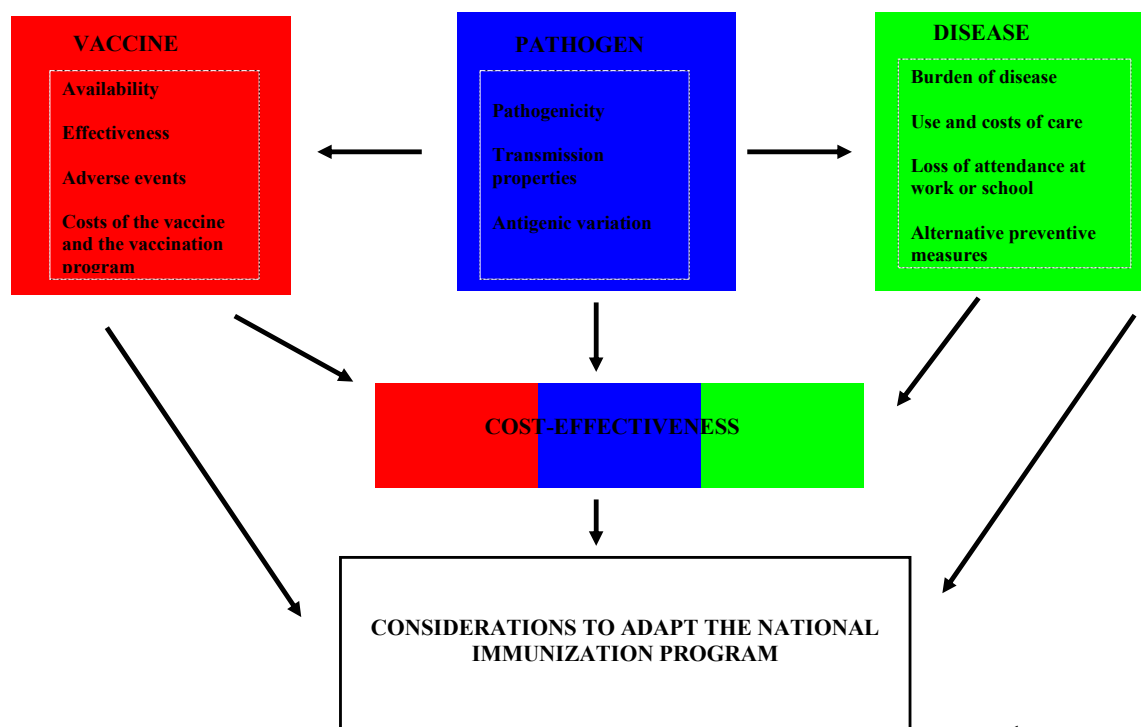 VACCINE
Availability
Effectiveness
Adverse events
Costs of the vaccine
and the vaccination
program
PATHOGEN
Pathogenicity
Transmission
properties
Antigenic variation
DISEASE
Burden of disease
Use and costs of care
Loss of attendance at
work or school
Alternative preventive
measures
COST-EFFECTIVENESS
CONSIDERATIONS TO ADAPT THE NATIONAL
IMMUNIZATION PROGRAM